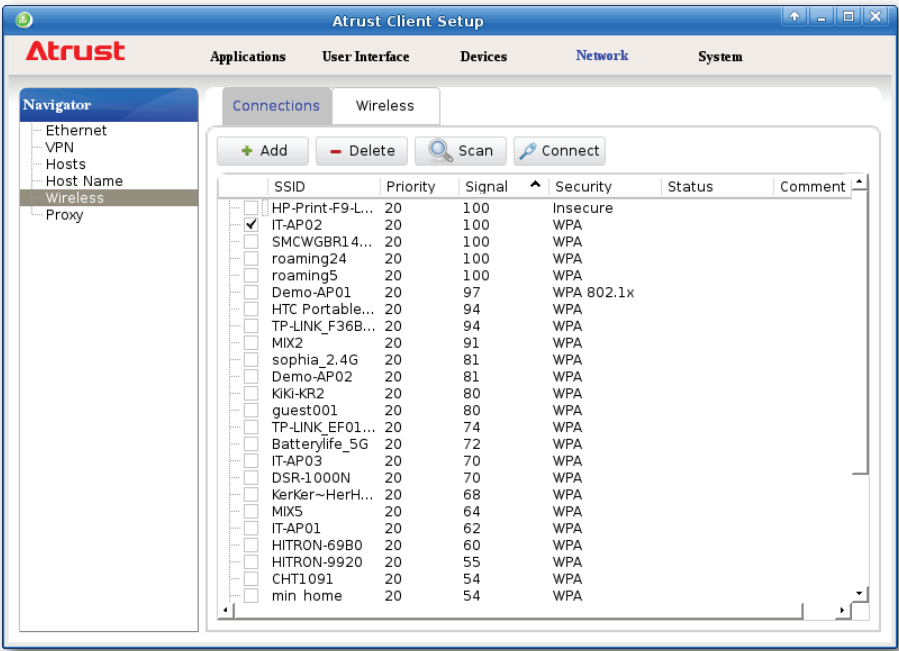 Atrust Client Setup
Atrust
Applications User Interface Devices Network System
Navigator
Ethernet
VPN
Hosts
Host Name
Wireless
Proxy
Connections Wireless
Add Delete Scan Connect
SSID Priority Signal Security Status Comment
HP-Print-F9-L... 20 100 Insecure
IT-AP02 20 100 WPA
SMCWGBR14... 20 100 WPA
roaming24 20 100 WPA
roaming5 20 100 WPA
Demo-AP01 20 97 WPA 802.1x
HTC Portable... 20 94 WPA
TP-LINK_F36B... 20 94 WPA
MIX2 20 91 WPA
sophia_2.4G 20 81 WPA
Demo-AP02 20 81 WPA
KiKi-KR2 20 80 WPA
guest001 20 80 WPA
TP-LINK_EF01... 20 74 WPA
Batterylife_5G 20 72 WPA
IT-AP03 20 70 WPA
DSR-1000N 20 70 WPA
KerKer~HerH... 20 68 WPA
MIX5 20 64 WPA
IT-AP01 20 62 WPA
HITRON-69B0 20 60 WPA
HITRON-9920 20 55 WPA
CHT1091 20 54 WPA
min home 20 54 WPA